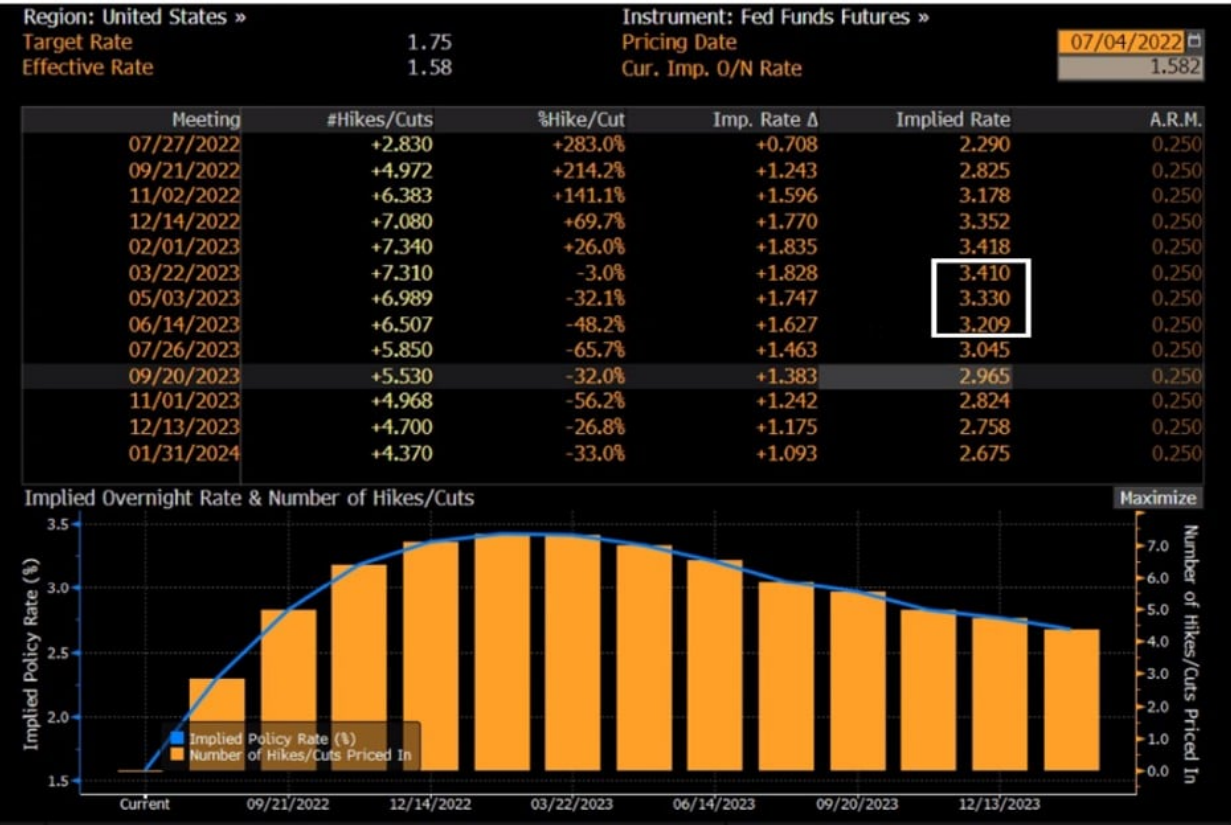 Region: United States » Instrument: Fed Funds Futures »
Target Rate 1.75 Pricing Date 07/04/2022
Effective Rate 1.58 Cur. Imp. O/N Rate 1.582
Meeting #Hikes/Cuts %Hike/Cut Imp. Rate Δ Implied Rate A.R.M.
07/27/2022 +2.830 +283.0% +0.708 2.290 0.250
09/21/2022 +4.972 +214.2% +1.243 2.825 0.250
11/02/2022 +6.383 +141.1% +1.596 3.178 0.250
12/14/2022 +7.080 +69.7% +1.770 3.352 0.250
02/01/2023 +7.340 +26.0% +1.835 3.418 0.250
03/22/2023 +7.310 -3.0% +1.828 3.410 0.250
05/03/2023 +6.989 -32.1% +1.747 3.330 0.250
06/14/2023 +6.507 -48.2% +1.627 3.209 0.250
07/26/2023 +5.850 -65.7% +1.463 3.045 0.250
09/20/2023 +5.530 -32.0% +1.383 2.965 0.250
11/01/2023 +4.968 -56.2% +1.242 2.824 0.250
12/13/2023 +4.700 -26.8% +1.175 2.758 0.250
01/31/2024 +4.370 -33.0% +1.093 2.675 0.250
Implied Overnight Rate & Number of Hikes/Cuts Maximize
Implied Policy Rate (%)
3.5
3.0
2.5
2.0
1.5
Implied Policy Rate (%)
Number of Hikes/Cuts Priced In
7.0
6.0
5.0
4.0
3.0
2.0
1.0
0.0
Number of Hikes/Cuts Priced In
Current 09/21/2022 12/14/2022 03/22/2023 06/14/2023 09/20/2023 12/13/2023